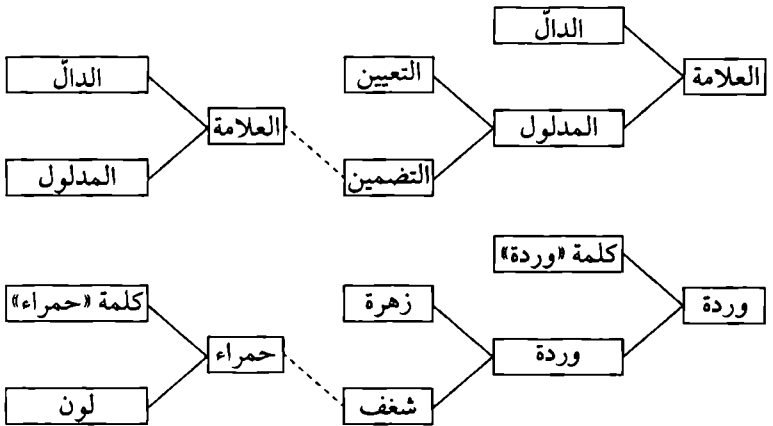 الدالّ
العلامة
التعيين
الدالّ
المدلول
العلامة
التضمين
المدلول
كلمة «وردة»
وردة
زهرة
كلمة «حمراء»
وردة
حمراء
شغف
لون